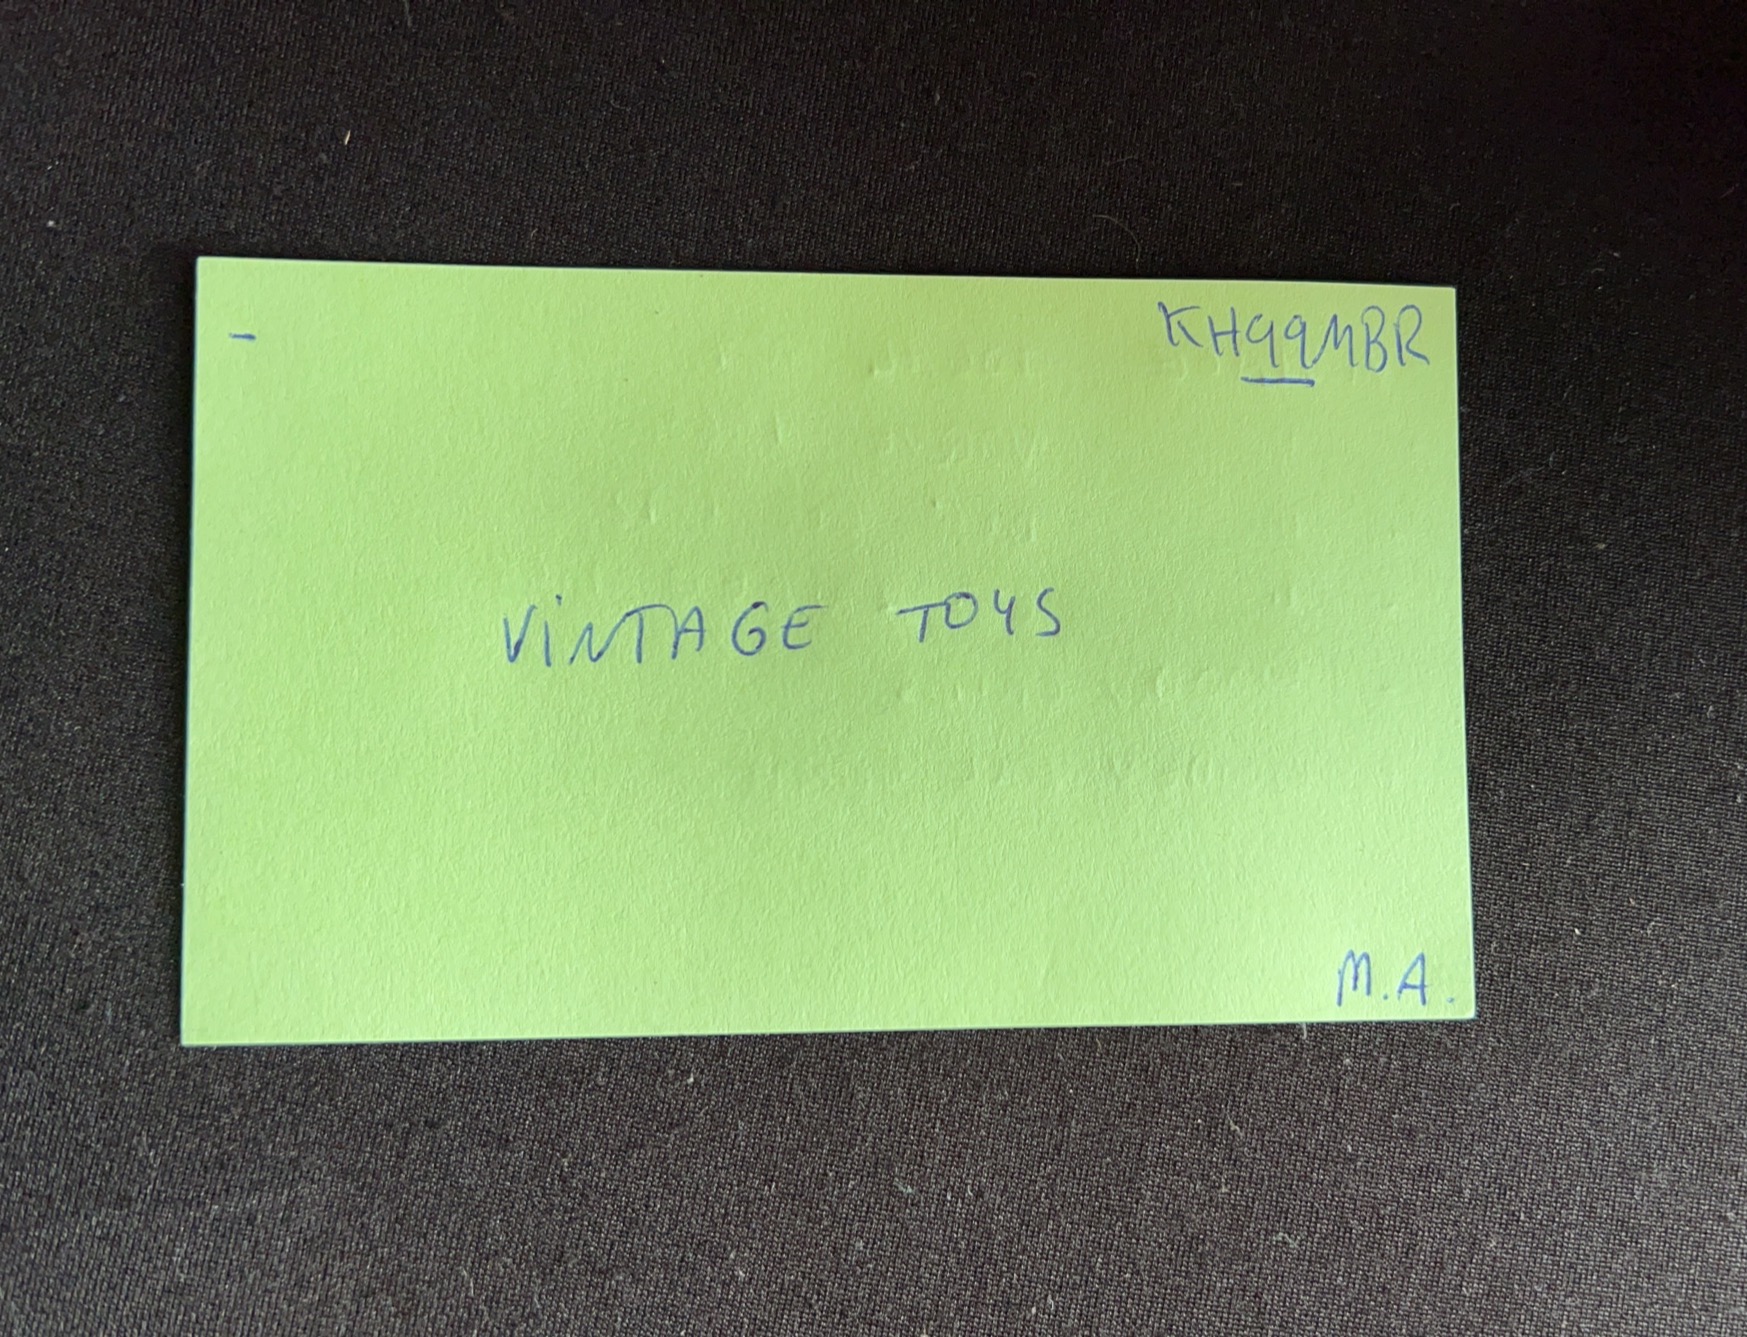 -
KH99MBR
VINTAGE TOYS
M.A.